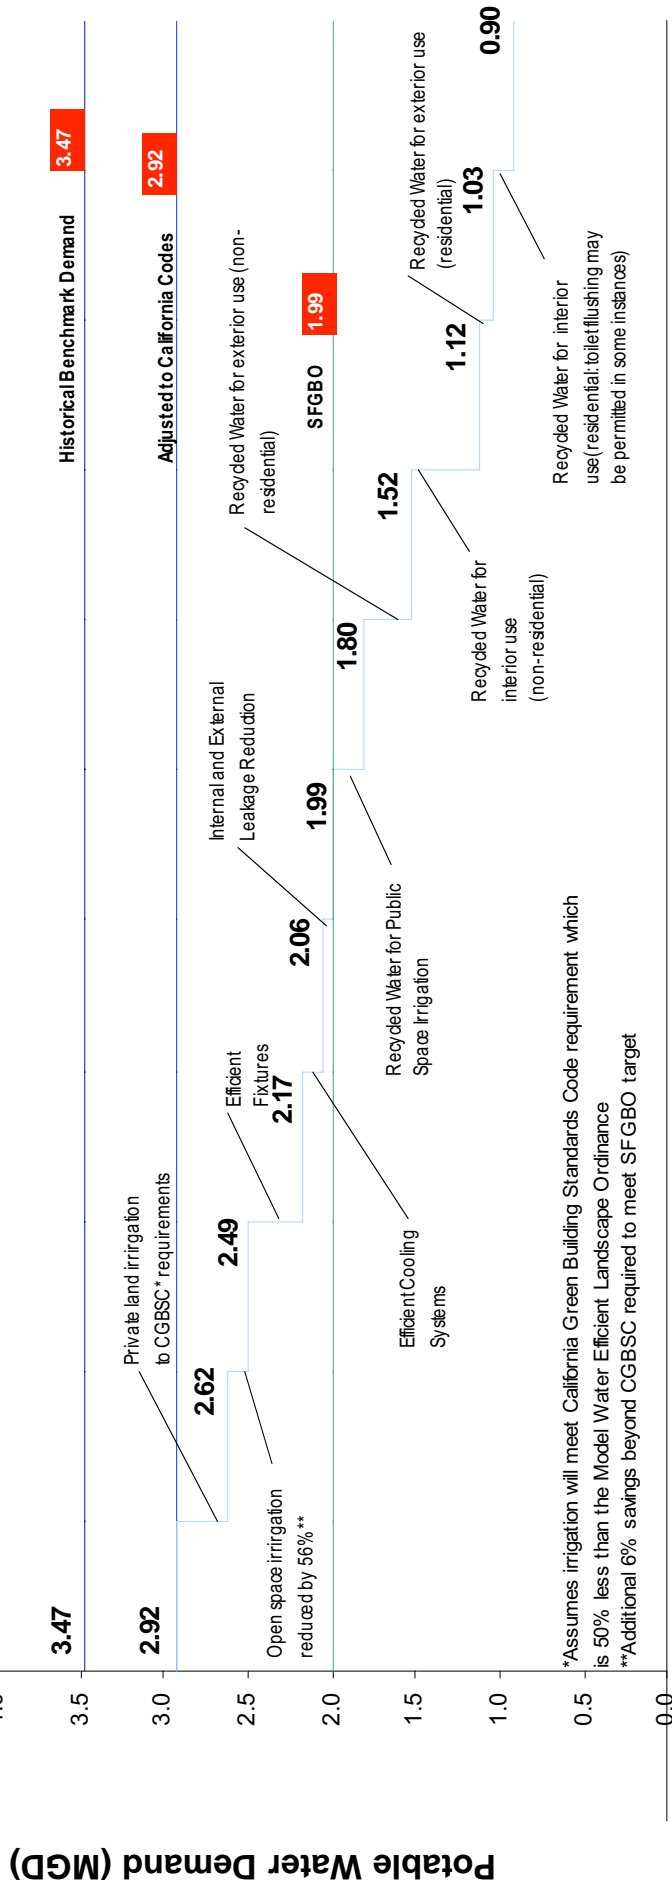 Potable Water Demand (MGD)
3.5
3.0
2.5
2.0
1.5
1.0
0.5
0.0
3.47
2.92
Historical Benchmark Demand
3.47
Adjusted to California Codes
2.92
SFGBO
1.99
Private land irrigation
to CGBSC* requirements
2.62
Open space irrigation
reduced by 56%**
2.49
Efficient
Fixtures
2.17
Efficient Cooling
Systems
2.06
Internal and External
Leakage Reduction
1.99
Recycled Water for Public
Space Irrigation
1.80
Recycled Water for exterior use (non-
residential)
1.52
Recycled Water for
interior use
(non-residential)
1.12
Recycled Water for exterior use
(residential)
1.03
Recycled Water for interior
use (residential: toilet flushing may
be permitted in some instances)
0.90
*Assumes irrigation will meet California Green Building Standards Code requirement which
is 50% less than the Model Water Efficient Landscape Ordinance
**Additional 6% savings beyond CGBSC required to meet SFGBO target